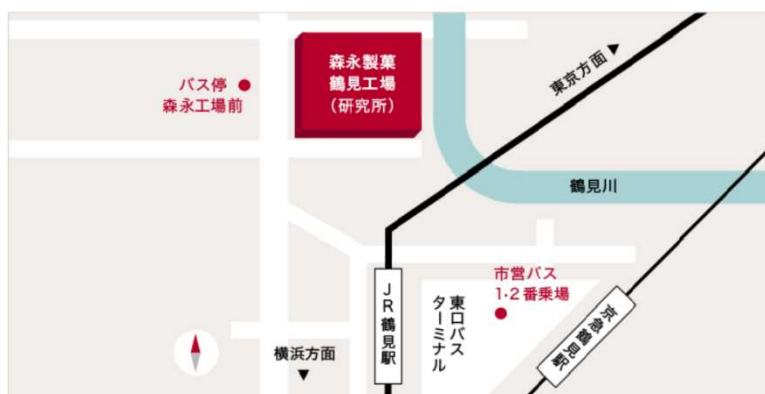 森永製菓
鶴見工場
（研究所）
バス停
森永工場前
東京方面▶
鶴見川
市営バス
1・2番乗場
JR鶴見駅
東口バス
ターミナル
京急鶴見駅
横浜方面
▼